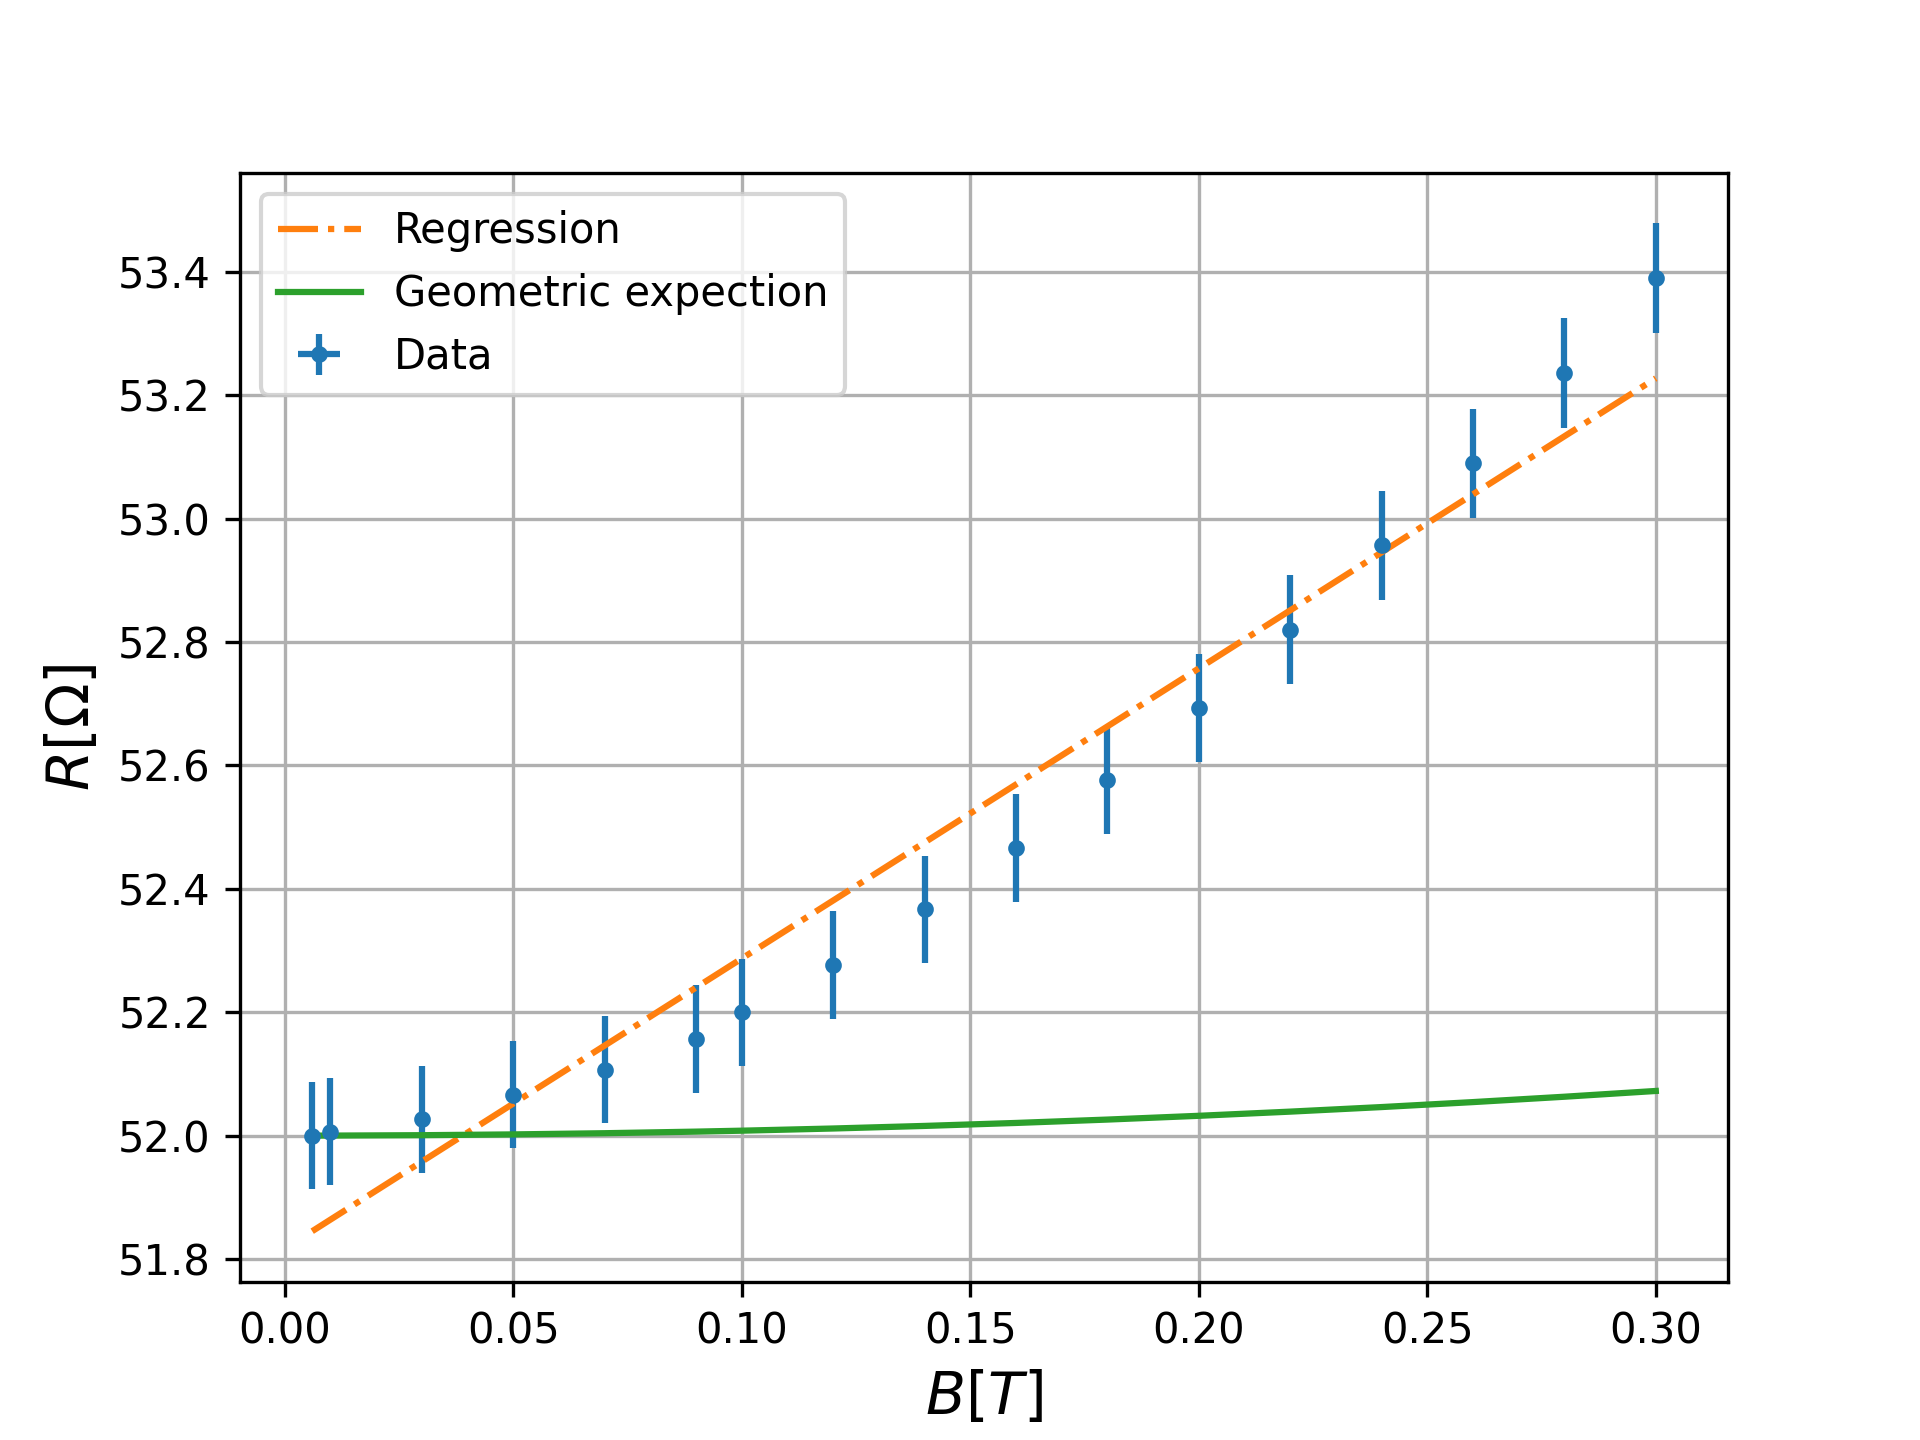 Regression
Geometric expection
Data
53.4
53.2
53.0
52.8
52.6
52.4
52.2
52.0
51.8
R[Ω]
0.00 0.05 0.10 0.15 0.20 0.25 0.30
B[T]